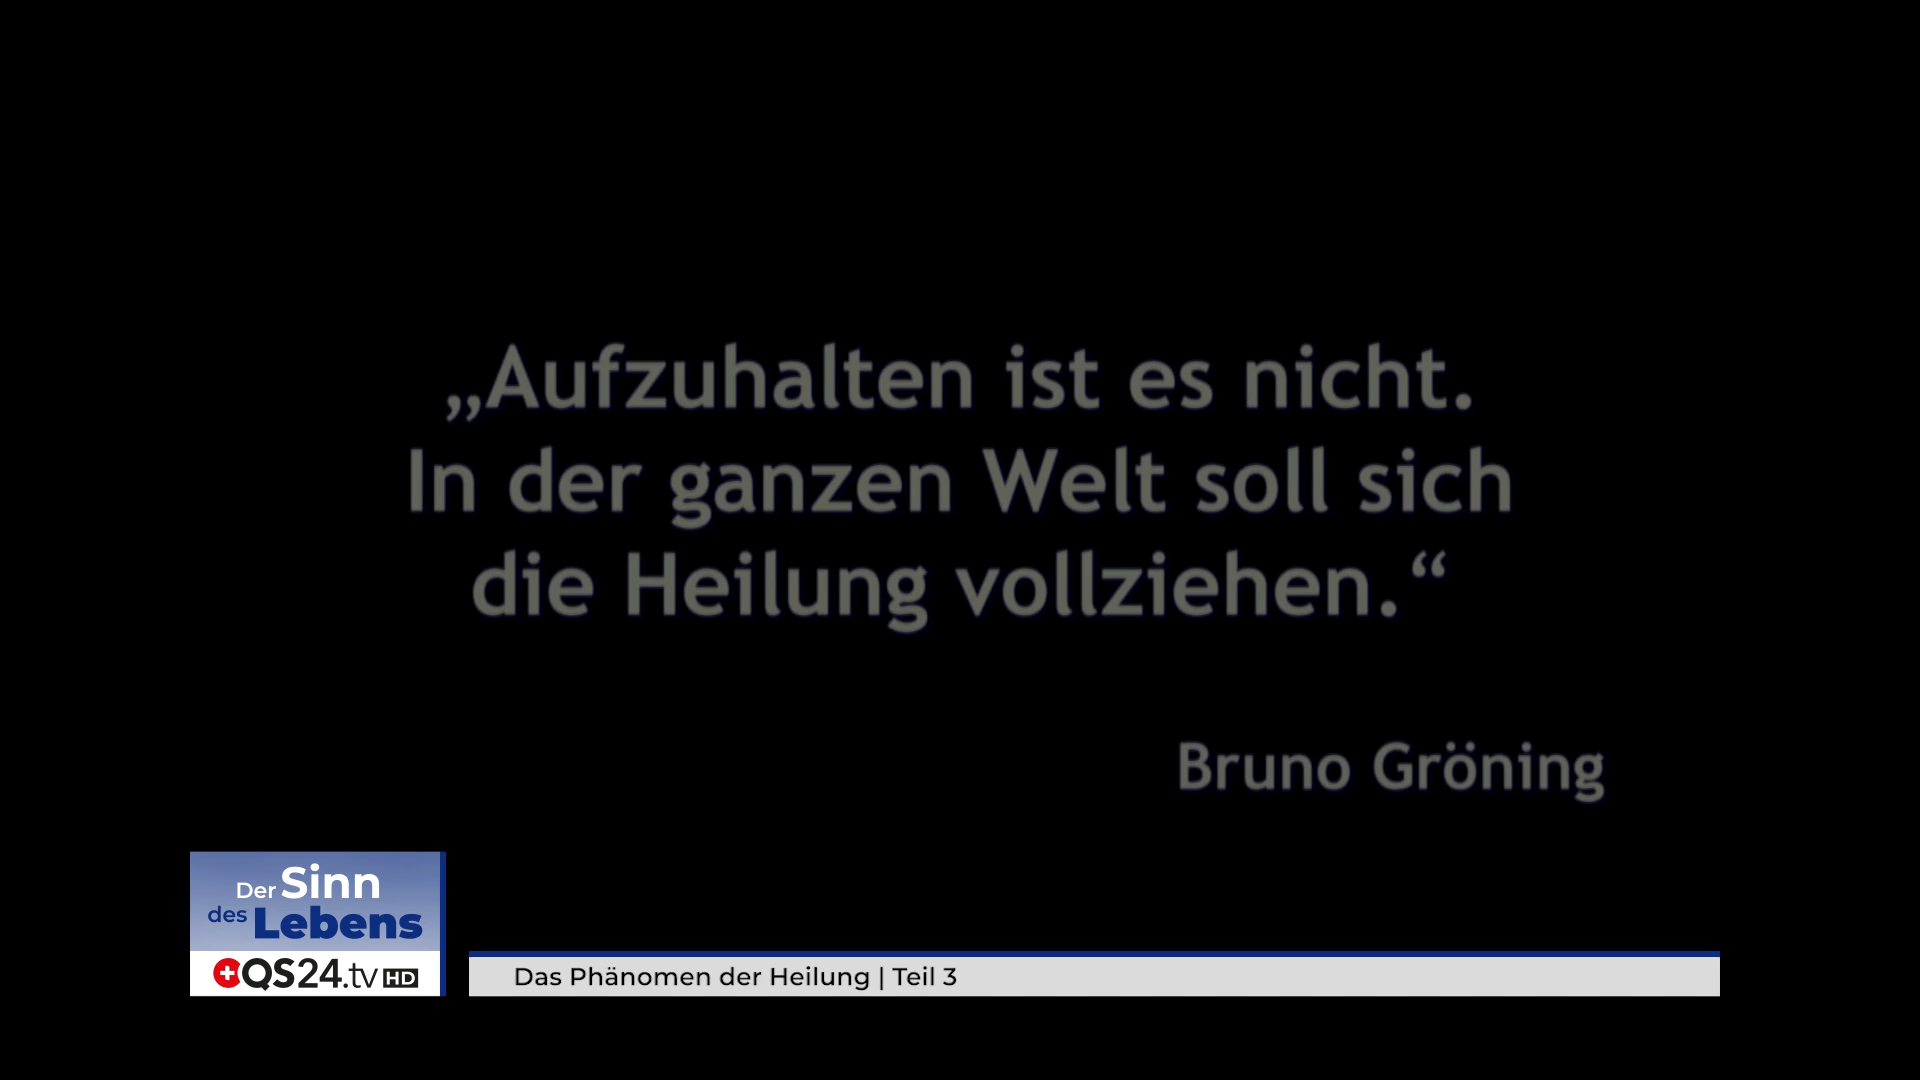 „Aufzuhalten ist es nicht.
In der ganzen Welt soll sich
die Heilung vollziehen.“
Bruno Gröning
Der Sinn
des Lebens
QS24.tv HD
Das Phänomen der Heilung | Teil 3